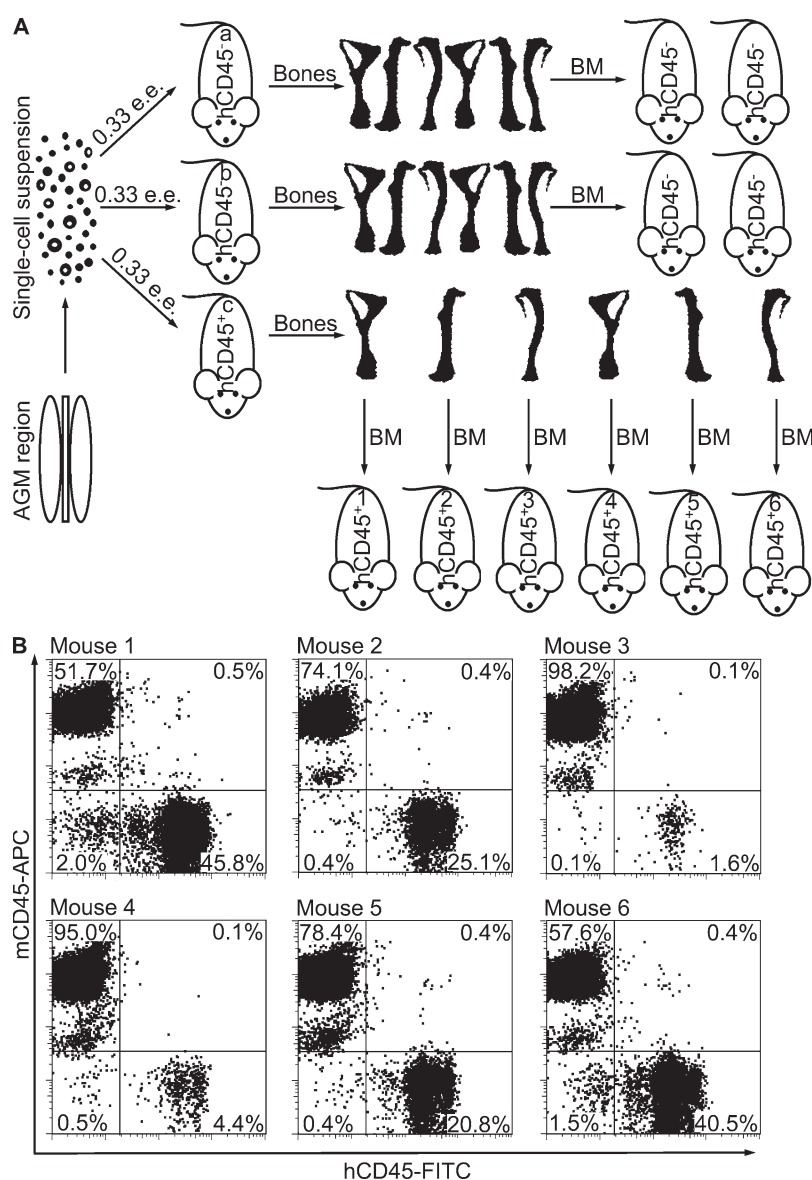 A
Single-cell suspension
AGM region
0.33 e.e.
0.33 e.e.
0.33 e.e.
hCD45-a
Bones
BM
hCD45-
hCD45-
hCD45-b
Bones
BM
hCD45-
hCD45-
hCD45+c
Bones
BM
BM
BM
BM
BM
BM
hCD45+1
hCD45+2
hCD45+3
hCD45+4
hCD45+5
hCD45+6
B
Mouse 1
51.7%
0.5%
2.0%
45.8%
Mouse 2
74.1%
0.4%
0.4%
25.1%
Mouse 3
98.2%
0.1%
0.1%
1.6%
Mouse 4
95.0%
0.1%
0.5%
4.4%
Mouse 5
78.4%
0.4%
0.4%
20.8%
Mouse 6
57.6%
0.4%
1.5%
40.5%
mCD45-APC
hCD45-FITC